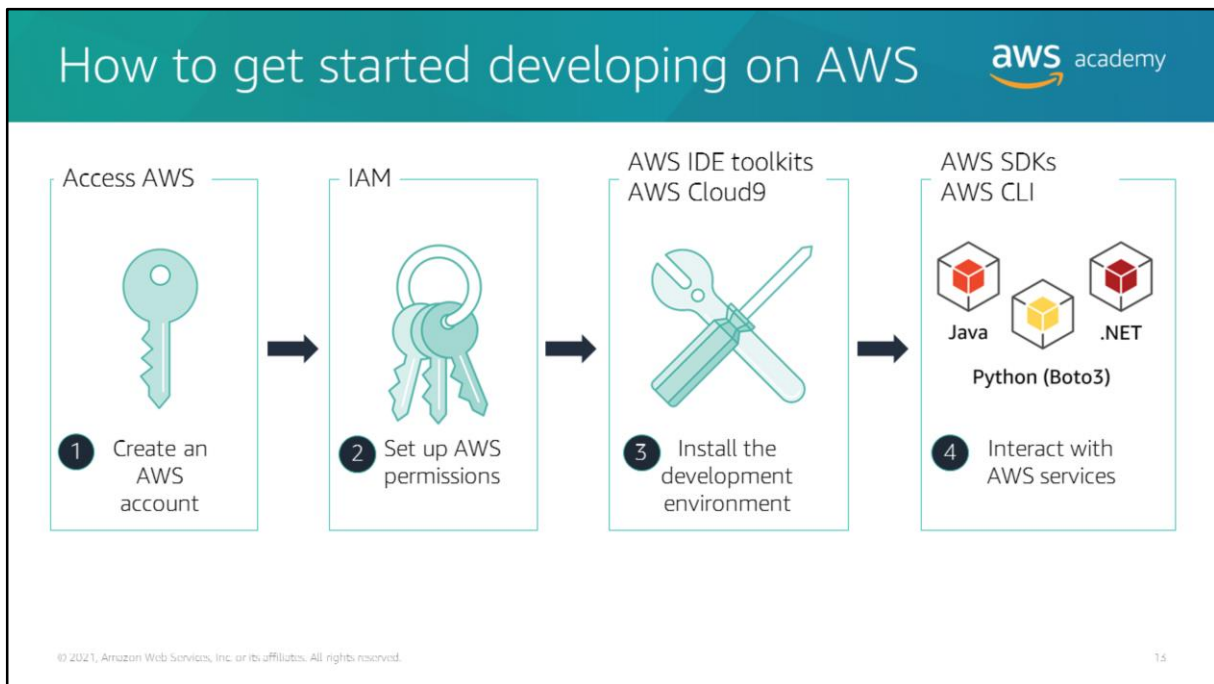 How to get started developing on AWS
aws academy
Access AWS
1
Create an
AWS
account
IAM
2
Set up AWS
permissions
AWS IDE toolkits
AWS Cloud9
3
Install the
development
environment
AWS SDKs
AWS CLI
Java
.NET
Python (Boto3)
4
Interact with
AWS services
© 2021, Amazon Web Services, Inc. or its affiliates. All rights reserved.
13